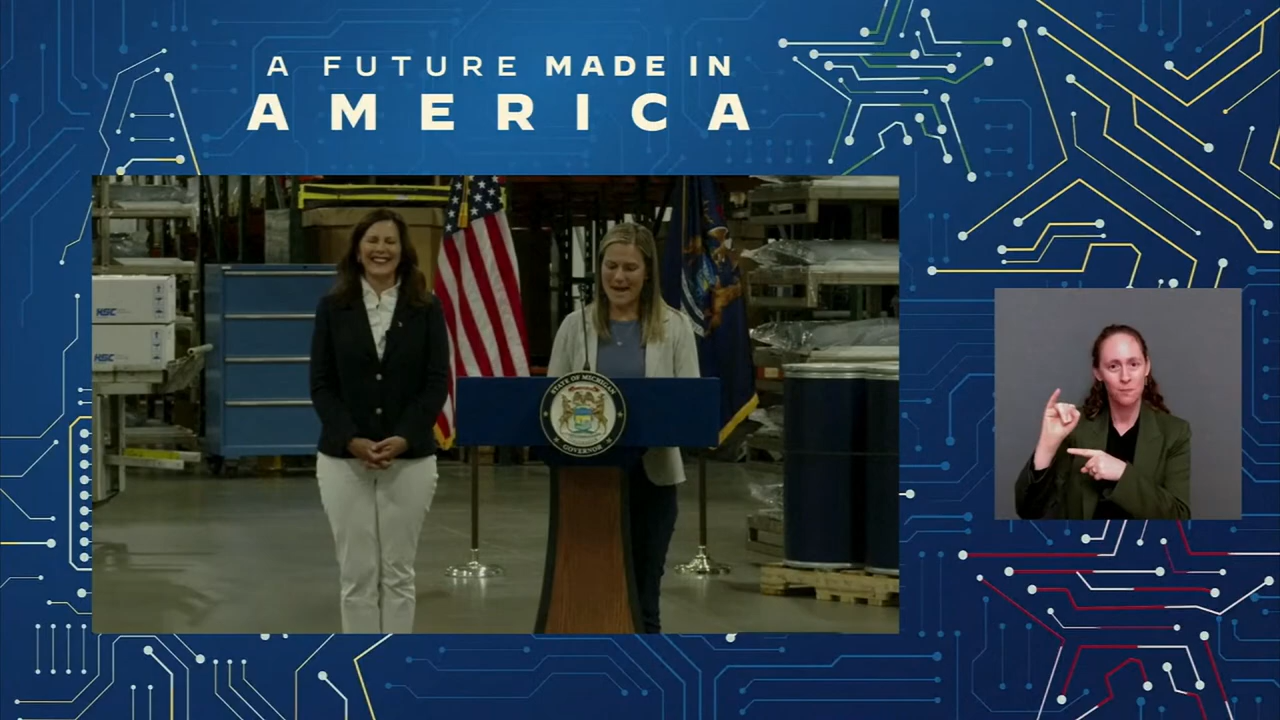 A FUTURE MADE IN
AMERICA
HSC
HSC
STATE OF MICHIGAN
GOVERNOR